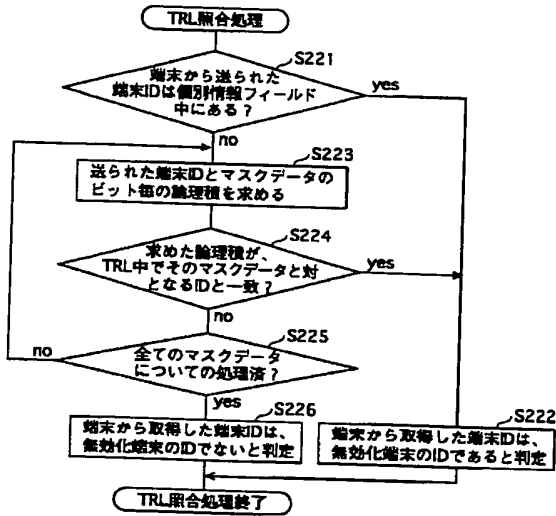 TRL照合処理
S221
端末から送られた
端末IDは個別情報フィールド
中にある？
yes
no
S223
送られた端末IDとマスクデータの
ビット毎の論理積を求める
S224
求めた論理積が、
TRL中でそのマスクデータと対
となるIDと一致？
yes
no
S225
no
全てのマスクデータ
についての処理済？
yes
S226
端末から取得した端末IDは、
無効化端末のIDでないと判定
S222
端末から取得した端末IDは、
無効化端末のIDであると判定
TRL照合処理終了